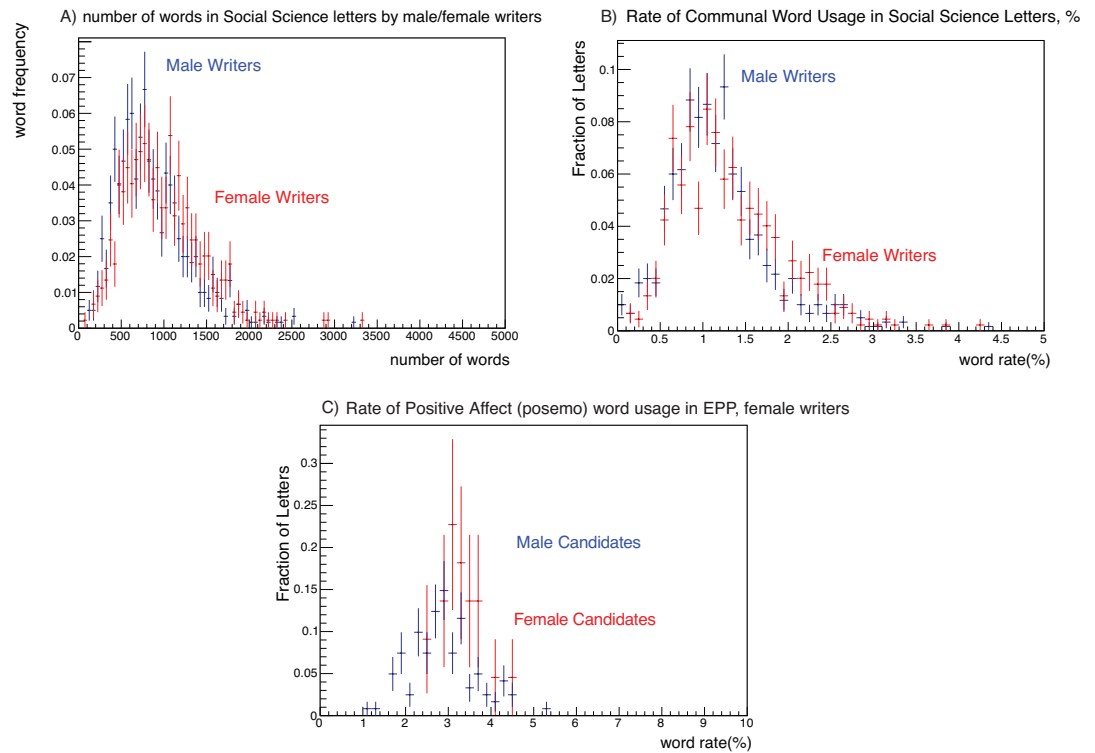 A) number of words in Social Science letters by male/female writers
word frequency
0.07
0.06
0.05
0.04
0.03
0.02
0.01
0
Male Writers
Female Writers
0 500 1000 1500 2000 2500 3000 3500 4000 4500 5000
number of words
B) Rate of Communal Word Usage in Social Science Letters, %
Fraction of Letters
0.1
0.08
0.06
0.04
0.02
0
Male Writers
Female Writers
0 0.5 1 1.5 2 2.5 3 3.5 4 4.5 5
word rate(%)
C) Rate of Positive Affect (posemo) word usage in EPP, female writers
Fraction of Letters
0.3
0.25
0.2
0.15
0.1
0.05
0
Male Candidates
Female Candidates
0 1 2 3 4 5 6 7 8 9 10
word rate(%)